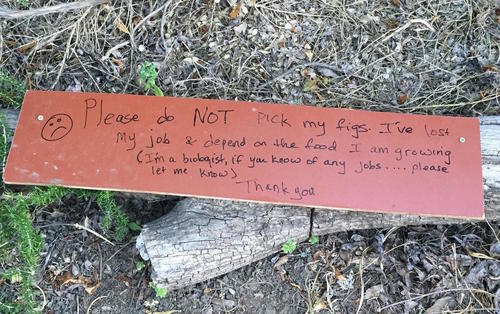 Please do NOT PICK my figs. I've lost
my job & depend on the food I am growing
(I'm a biologist, if you know of any jobs.... please
let me know)
Thank you